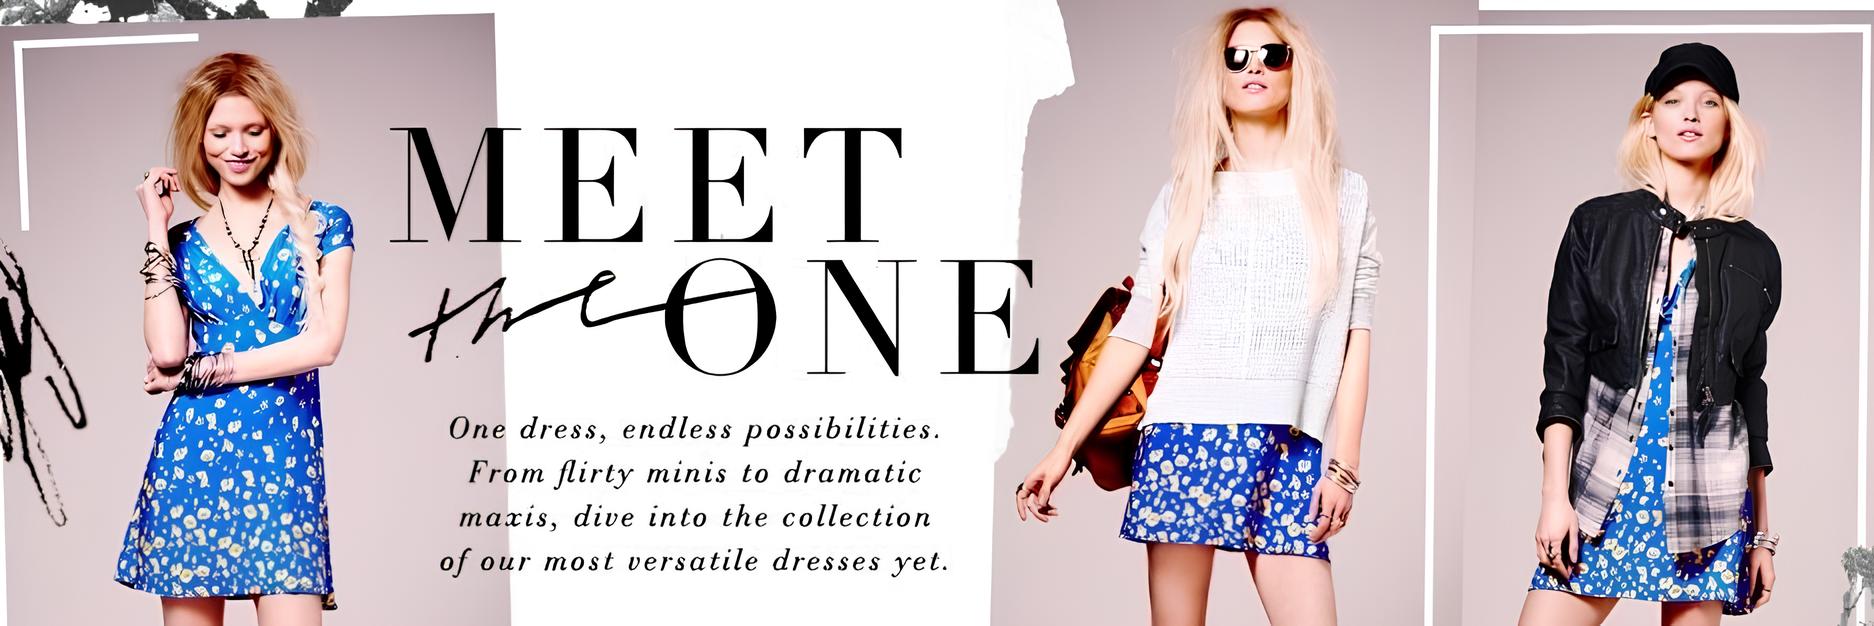 MEET
the ONE
One dress, endless possibilities.
From flirty minis to dramatic
maxis, dive into the collection
of our most versatile dresses yet.